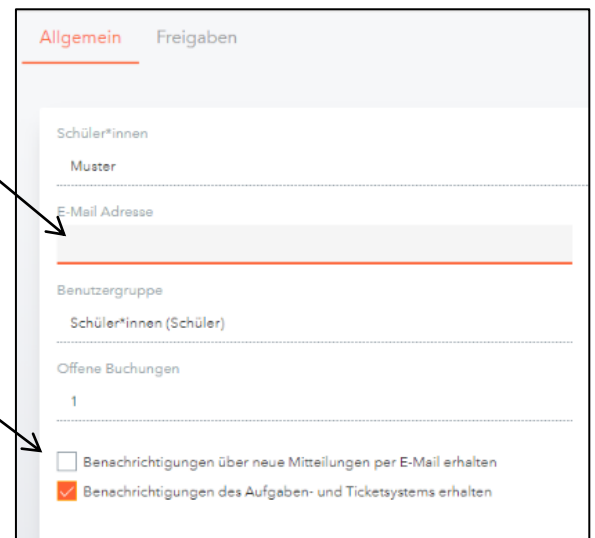 Allgemein Freigaben
Schüler*innen
Muster
E-Mail Adresse
Benutzergruppe
Schüler*innen (Schüler)
Offene Buchungen
1
Benachrichtigungen über neue Mitteilungen per E-Mail erhalten
Benachrichtigungen des Aufgaben- und Ticketsystems erhalten